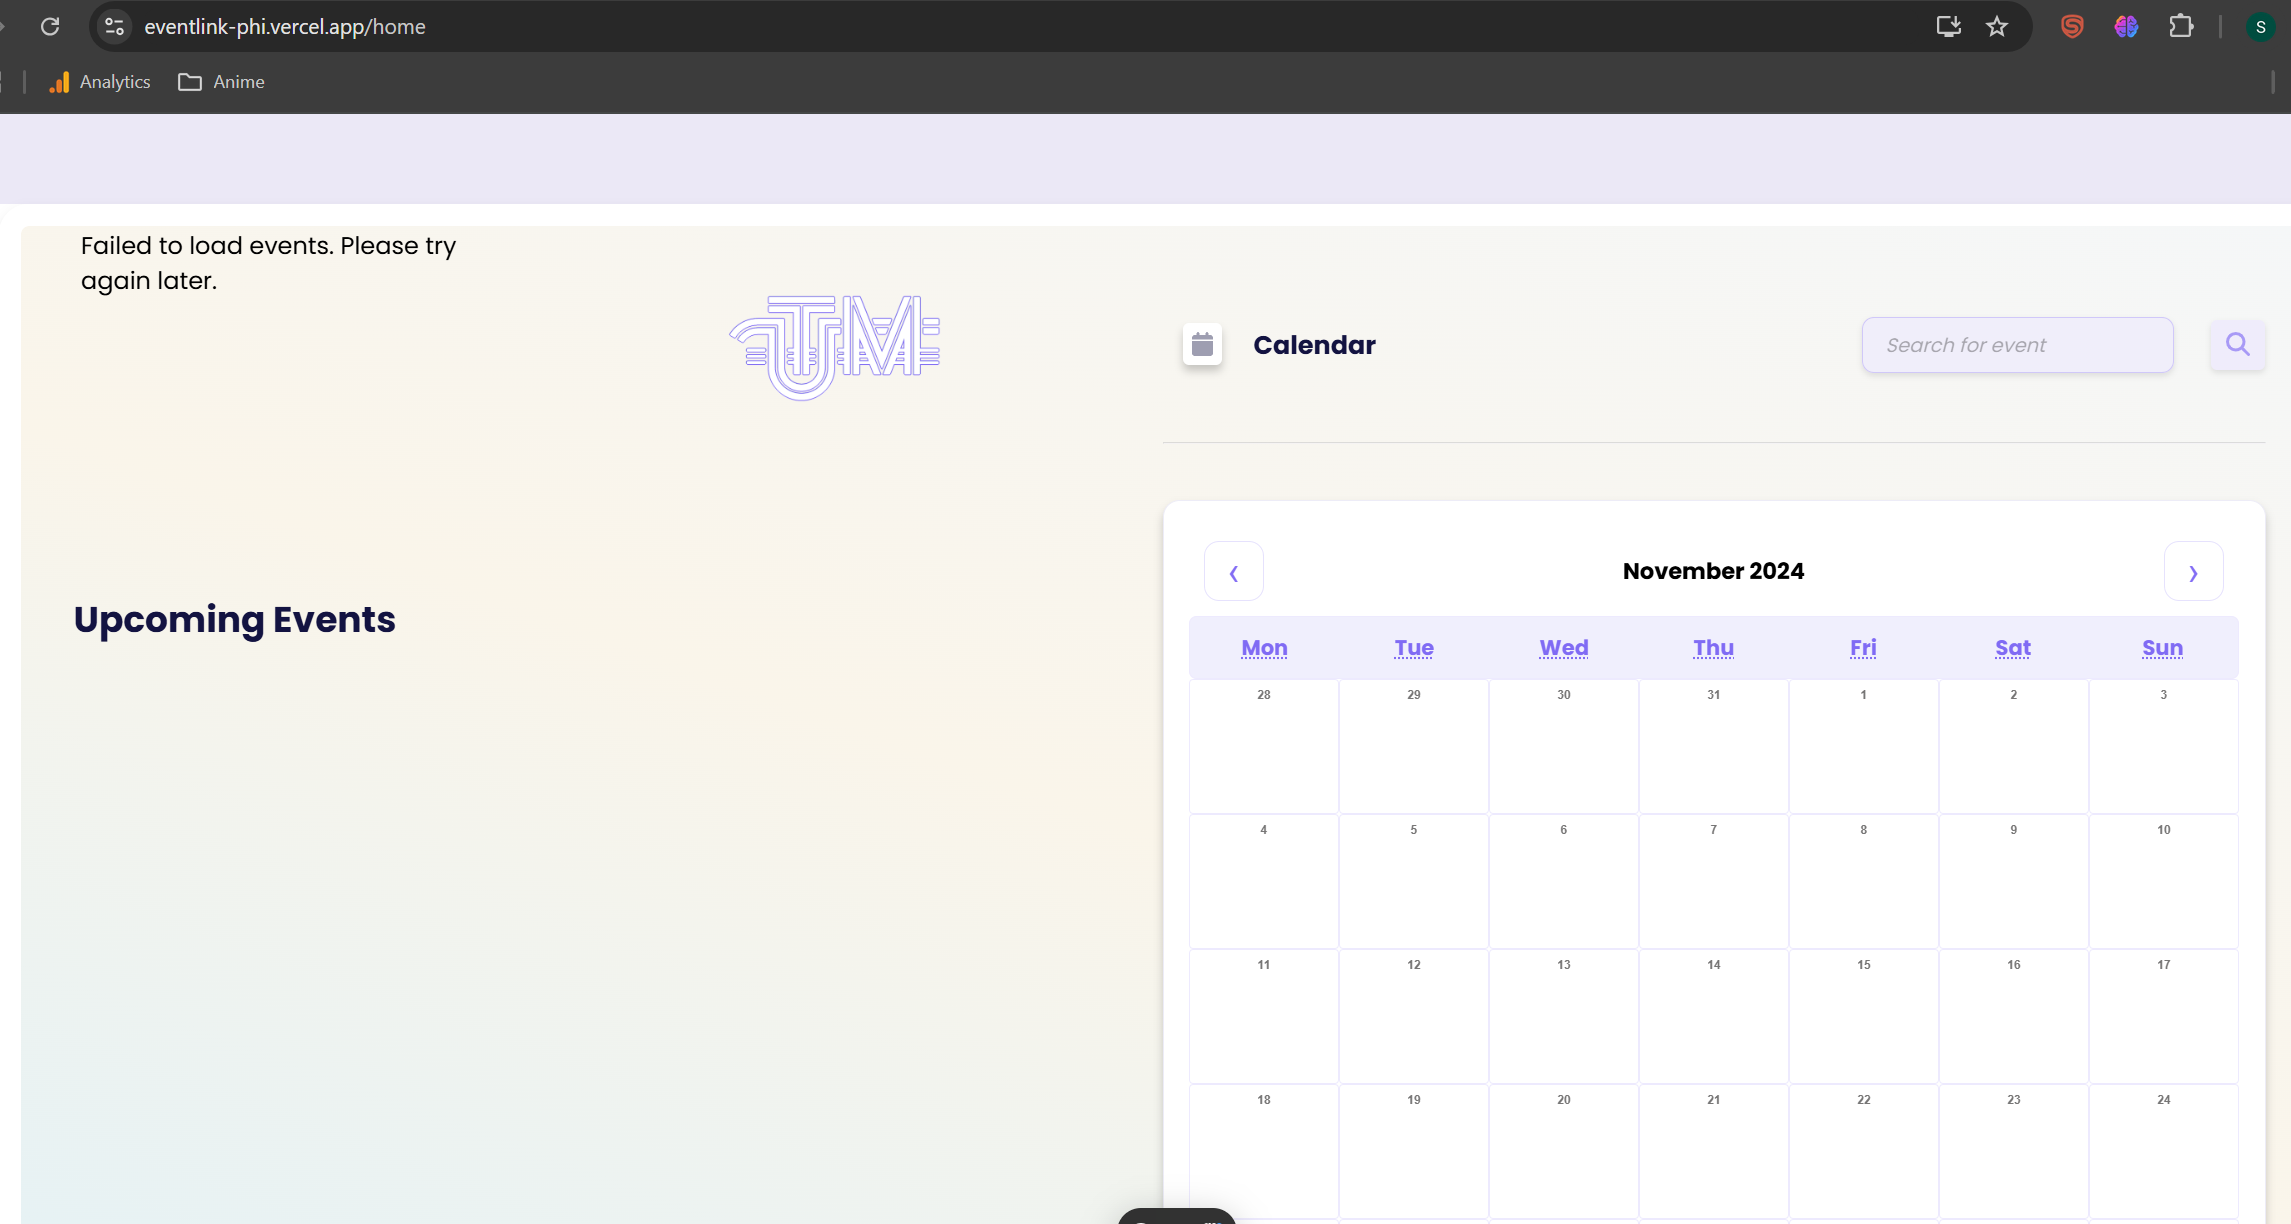 eventlink-phi.vercel.app/home
S
Analytics
Anime
Failed to load events. Please try
again later.
TM
Calendar
Search for event
Upcoming Events
‹
November 2024
›
Mon Tue Wed Thu Fri Sat Sun
28 29 30 31 1 2 3
4 5 6 7 8 9 10
11 12 13 14 15 16 17
18 19 20 21 22 23 24